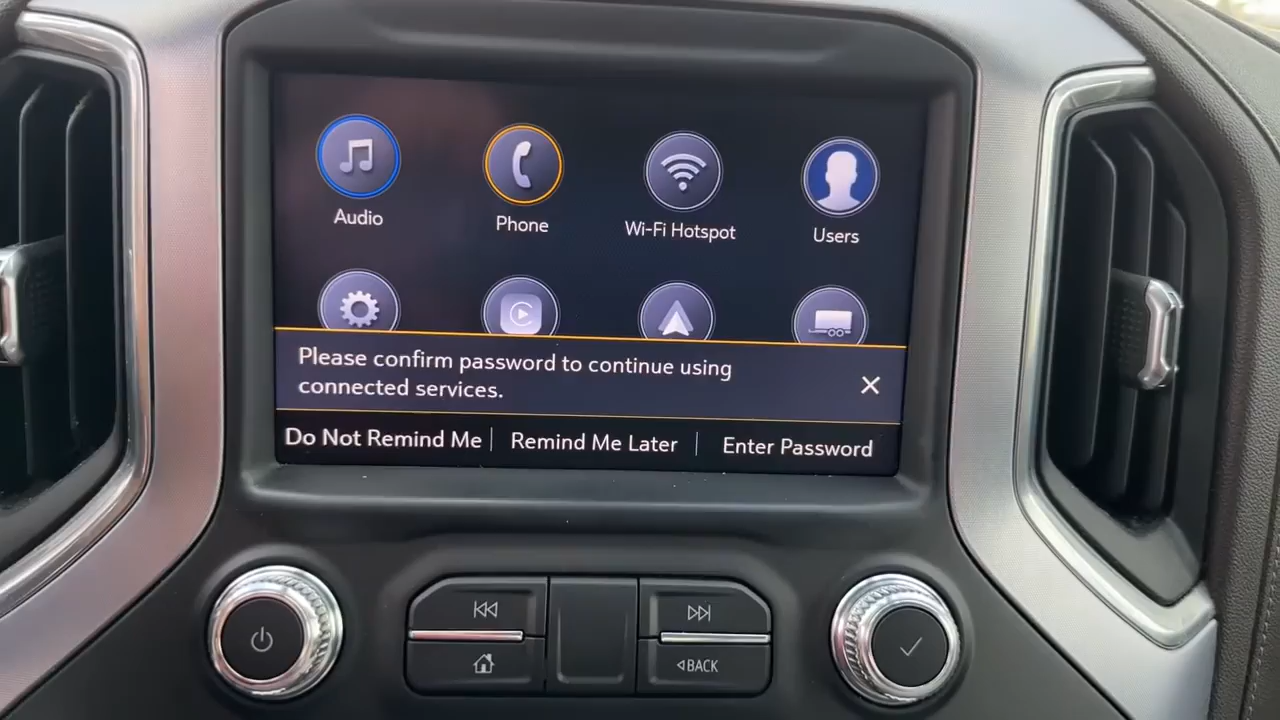 Audio
Phone
Wi-Fi Hotspot
Users
Please confirm password to continue using
connected services.
Do Not Remind Me
Remind Me Later
Enter Password
BACK